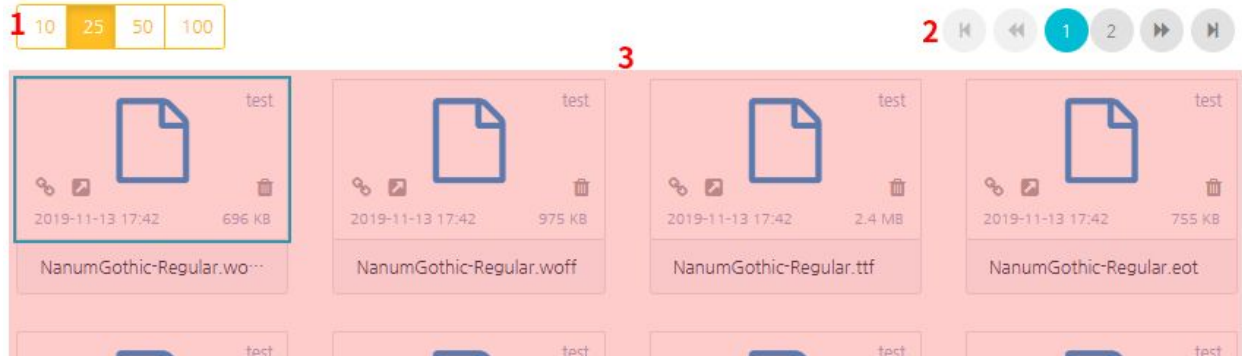 1 10 25 50 100
2 1 2
3
test test test test
2019-11-13 17:42 696 KB 2019-11-13 17:42 975 KB 2019-11-13 17:42 2.4 MB 2019-11-13 17:42 755 KB
NanumGothic-Regular.wo… NanumGothic-Regular.woff NanumGothic-Regular.ttf NanumGothic-Regular.eot
test test test test